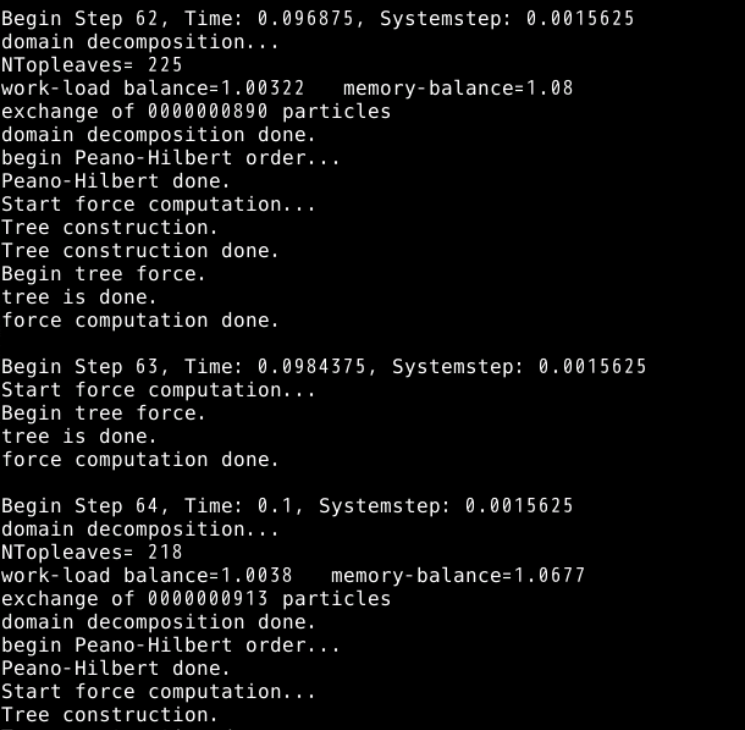 Begin Step 62, Time: 0.096875, Systemstep: 0.0015625
domain decomposition...
NTopleaves= 225
work-load balance=1.00322   memory-balance=1.08
exchange of 0000000890 particles
domain decomposition done.
begin Peano-Hilbert order...
Peano-Hilbert done.
Start force computation...
Tree construction.
Tree construction done.
Begin tree force.
tree is done.
force computation done.

Begin Step 63, Time: 0.0984375, Systemstep: 0.0015625
Start force computation...
Begin tree force.
tree is done.
force computation done.

Begin Step 64, Time: 0.1, Systemstep: 0.0015625
domain decomposition...
NTopleaves= 218
work-load balance=1.0038   memory-balance=1.0677
exchange of 0000000913 particles
domain decomposition done.
begin Peano-Hilbert order...
Peano-Hilbert done.
Start force computation...
Tree construction.